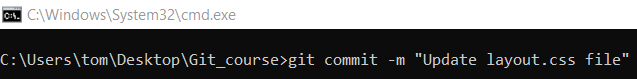 C:\Windows\System32\cmd.exe
C:\Users\tom\Desktop\Git_course>git commit -m "Update layout.css file"